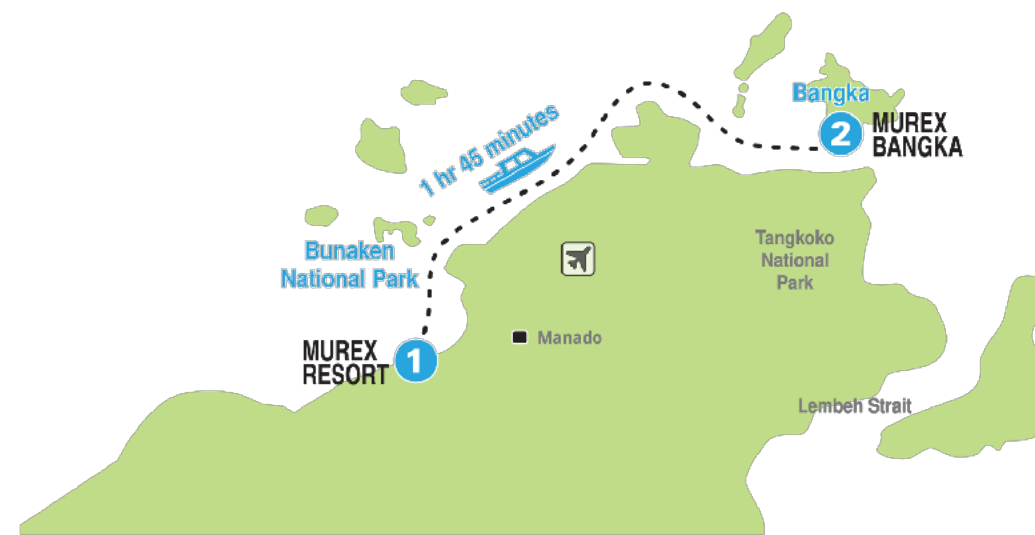 Bangka
2
MUREX
BANGKA
1 hr 45 minutes
Bunaken
National Park
Tangkoko
National
Park
Manado
MUREX
RESORT
1
Lembeh Strait